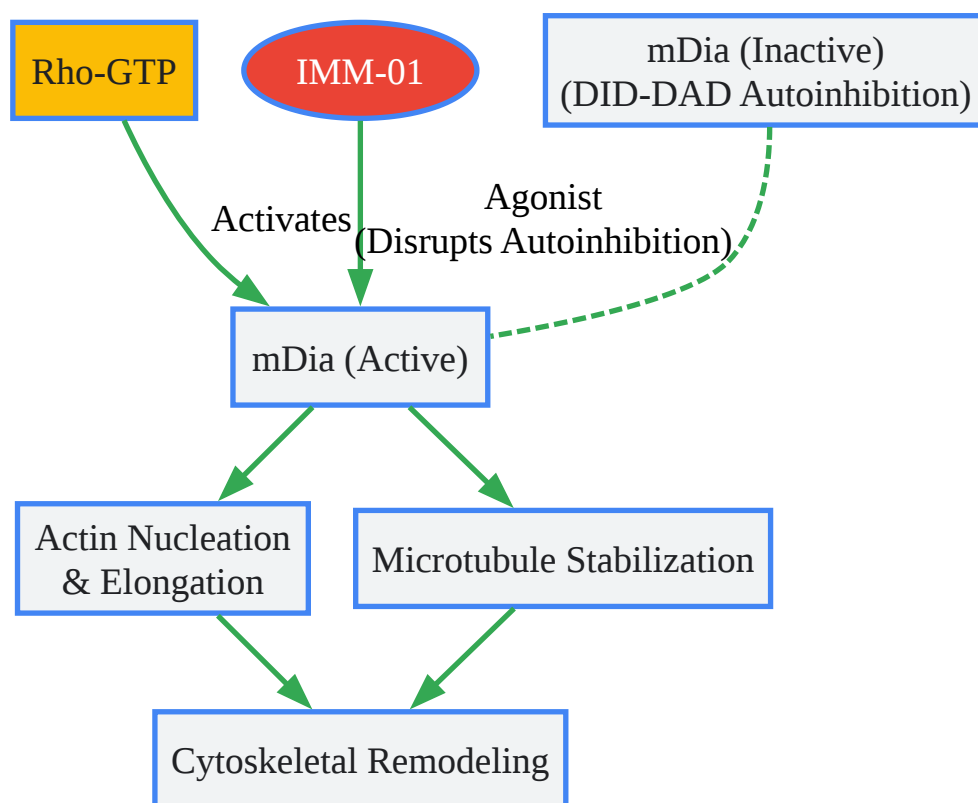 Rho-GTP
IMM-01
mDia (Inactive)
(DID-DAD Autoinhibition)
Activates
Agonist
(Disrupts Autoinhibition)
mDia (Active)
Actin Nucleation
& Elongation
Microtubule Stabilization
Cytoskeletal Remodeling